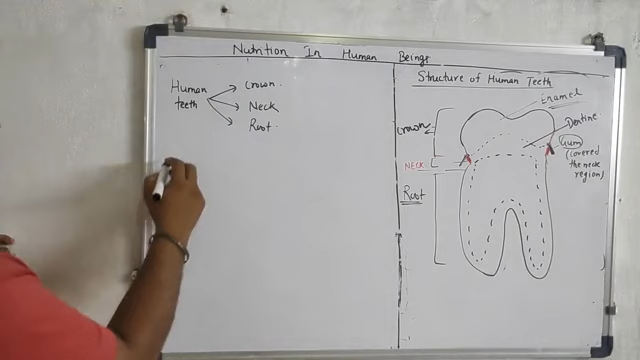 Nutrition In Human Beings
Human teeth
Crown.
Neck
Root.
Structure of Human Teeth
Enamel
Crown
Dentine
Gum
(covered
the neck
region)
NECK
Root